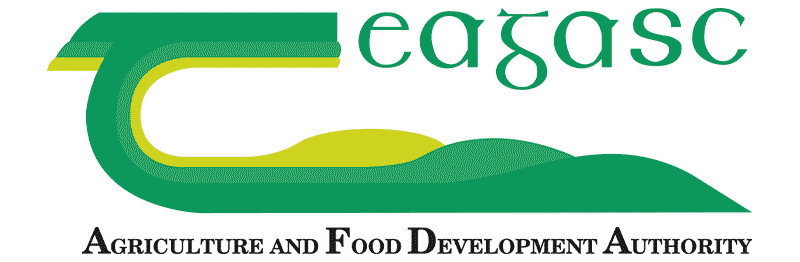 Teagasc
AGRICULTURE AND FOOD DEVELOPMENT AUTHORITY